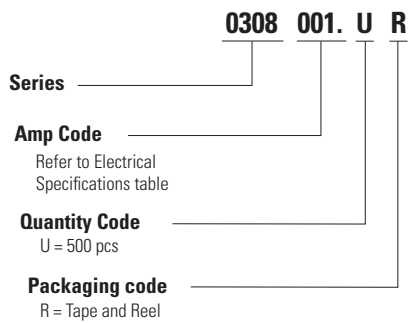 0308 001. U R
Series
Amp Code
Refer to Electrical
Specifications table
Quantity Code
U = 500 pcs
Packaging code
R = Tape and Reel